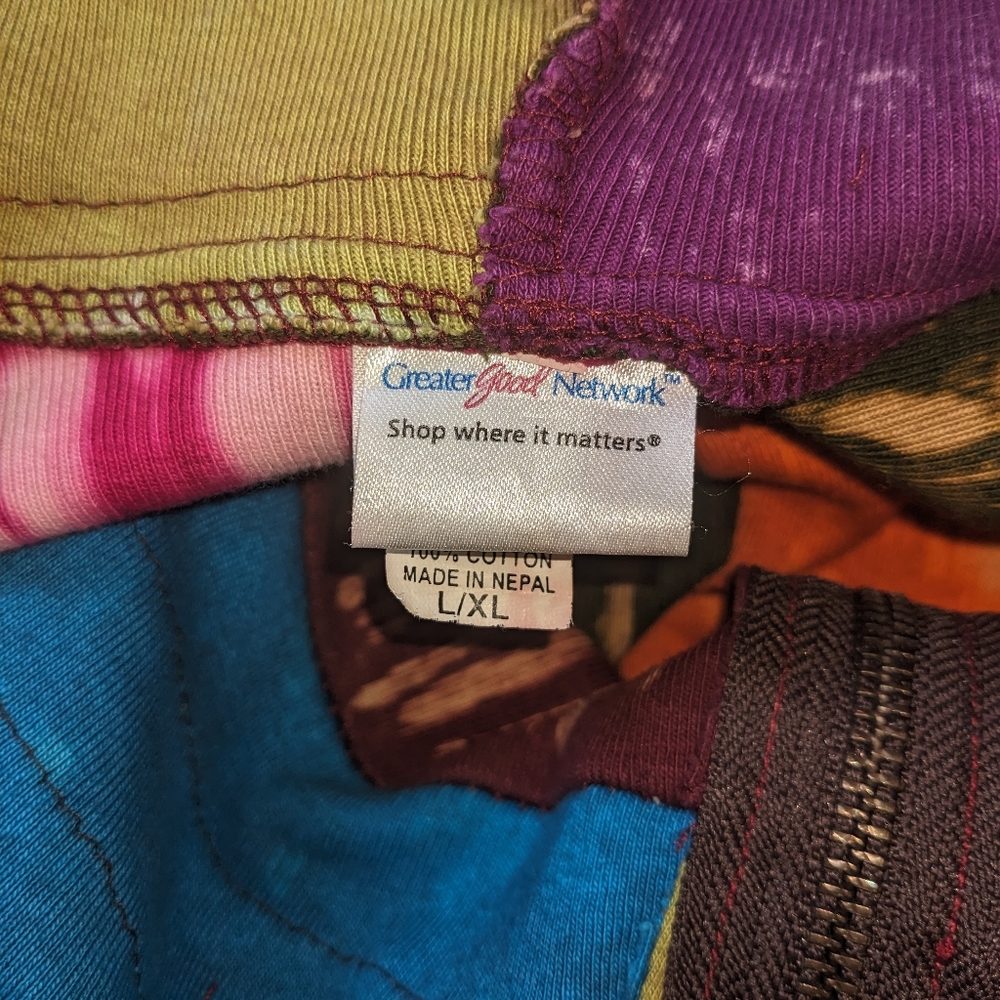 GreaterGood Network™
Shop where it matters®
100% COTTON
MADE IN NEPAL
L/XL